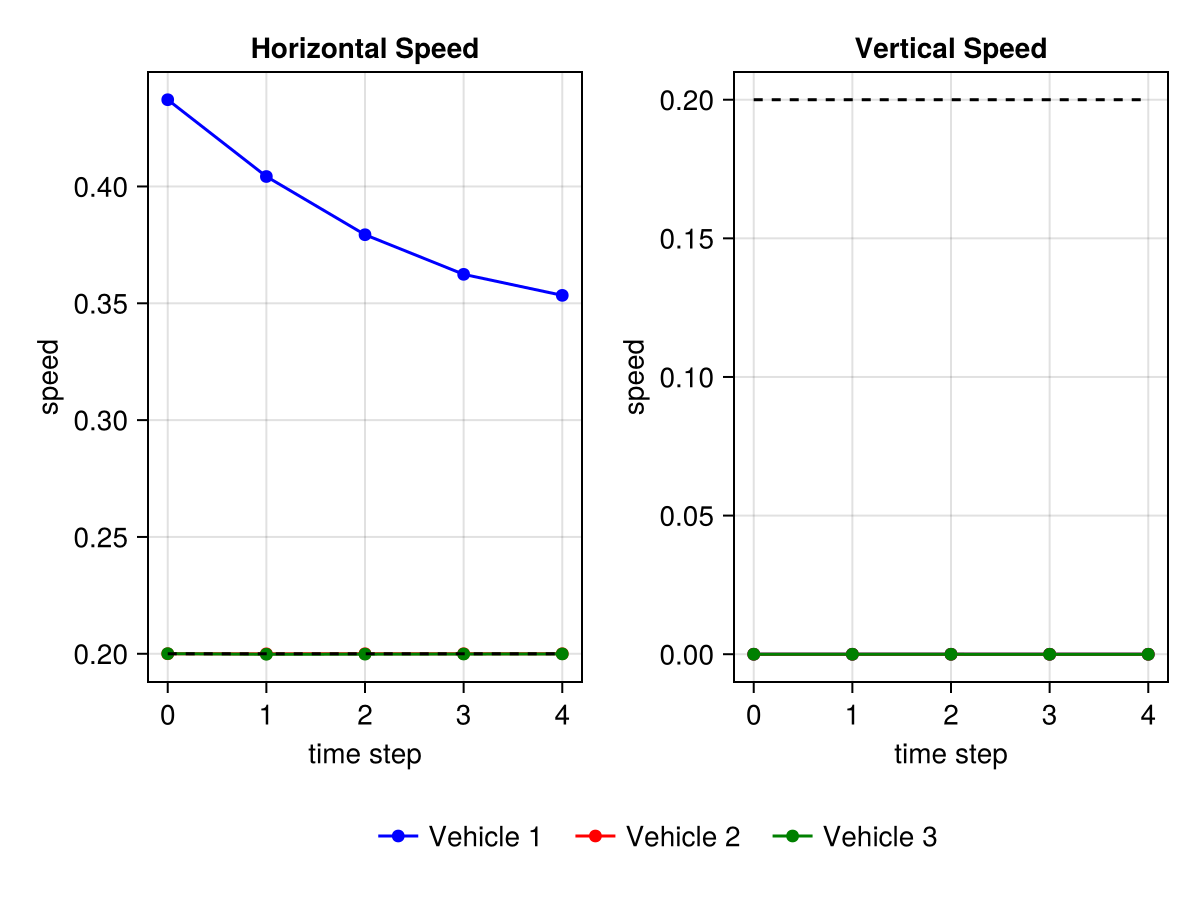 Horizontal Speed
speed
0.40
0.35
0.30
0.25
0.20
0 1 2 3 4
time step
Vertical Speed
speed
0.20
0.15
0.10
0.05
0.00
0 1 2 3 4
time step
Vehicle 1 Vehicle 2 Vehicle 3